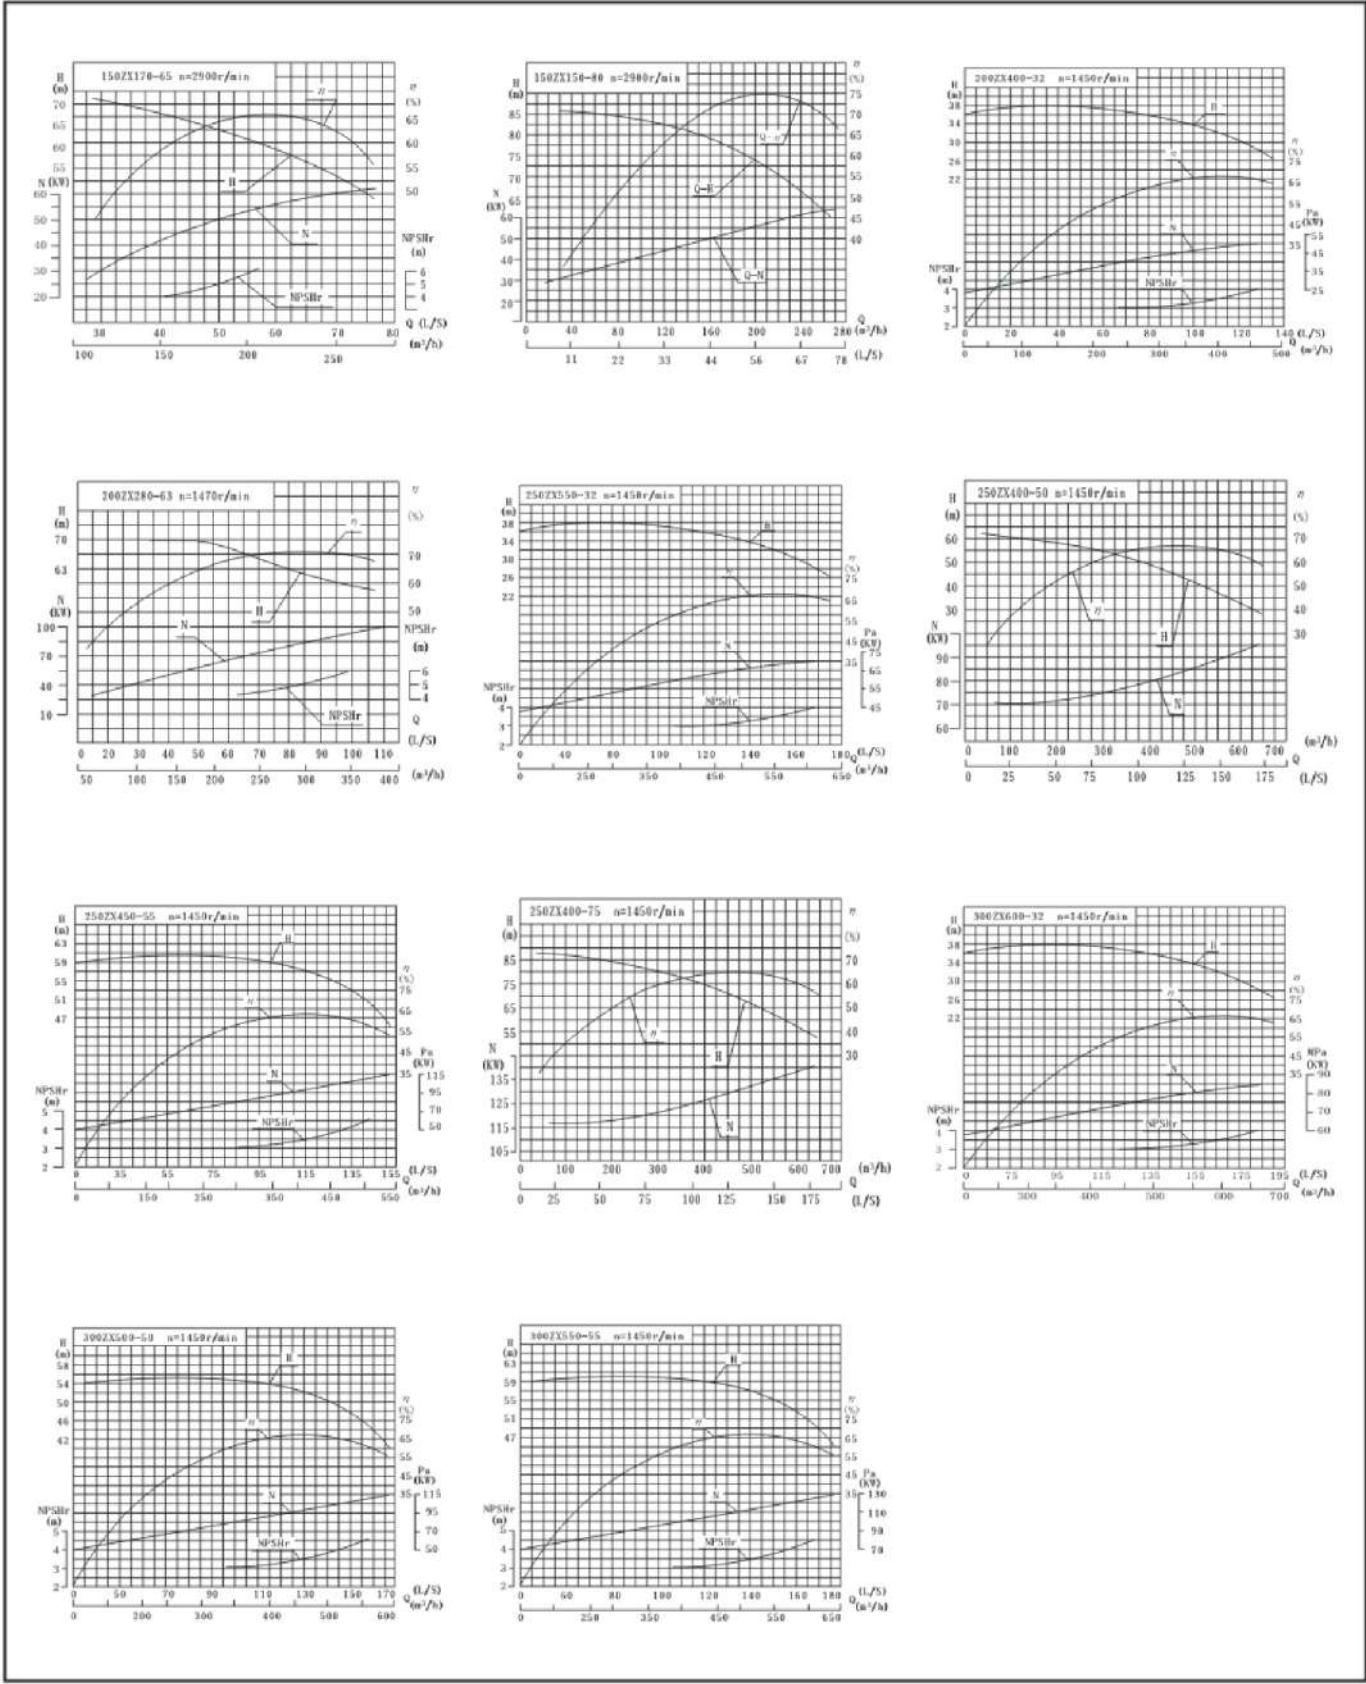 150ZX170-65 n=2900r/min
H
(m)
70
65
60
55
N (KW)
60
50
40
30
20
η
(%)
65
60
55
50
NPSHr
(m)
6
5
4
η
H
N
NPSHr
30 40 50 60 70 80 Q (L/S)
100 150 200 250 (m³/h)
150ZX150-80 n=2900r/min
H
(m)
85
80
75
70
65
N
(KW)
60
50
40
30
20
η
(%)
75
70
65
60
55
50
45
40
Q-η
Q-H
Q-N
0 40 80 120 160 200 240 280 Q (m³/h)
11 22 33 44 56 67 78 (L/S)
200ZX400-32 n=1450r/min
H
(m)
38
34
30
26
22
NPSHr
(m)
4
3
2
η
(%)
75
65
55
45
35
Pa
(KW)
55
45
35
25
H
η
N
NPSHr
0 20 40 60 80 100 120 140 (L/S)
0 100 200 300 400 500 Q (m³/h)
200ZX280-63 n=1470r/min
H
(m)
70
63
N
(KW)
100
70
40
10
η
(%)
70
60
50
NPSHr
(m)
6
5
4
Q
(L/S)
η
H
N
NPSHr
0 20 30 40 50 60 70 80 90 100 110
50 100 150 200 250 300 350 400 (m³/h)
250ZX550-32 n=1450r/min
H
(m)
38
34
30
26
22
NPSHr
(m)
4
3
2
η
(%)
75
65
55
45
35
Pa
(KW)
75
65
55
45
H
η
N
NPSHr
0 40 80 100 120 140 160 180 Q (L/S)
0 250 350 450 550 650 (m³/h)
250ZX400-50 n=1450r/min
H
(m)
60
50
40
30
N
(KW)
90
80
70
60
η
(%)
70
60
50
40
30
η
H
N
0 100 200 300 400 500 600 700 (m³/h)
Q
0 25 50 75 100 125 150 175 (L/S)
250ZX450-55 n=1450r/min
H
(m)
63
59
55
51
47
NPSHr
(m)
5
4
3
2
η
(%)
75
65
55
45
35
Pa
(KW)
115
95
70
50
H
η
N
NPSHr
0 35 55 75 95 115 135 155 (L/S)
0 150 250 350 450 550 Q (m³/h)
250ZX400-75 n=1450r/min
H
(m)
85
75
65
55
N
(KW)
135
125
115
105
η
(%)
70
60
50
40
30
η
H
N
0 100 200 300 400 500 600 700 (m³/h)
Q
0 25 50 75 100 125 150 175 (L/S)
300ZX600-32 n=1450r/min
H
(m)
38
34
30
26
22
NPSHr
(m)
4
3
2
η
(%)
75
65
55
45
35
MPa
(KW)
90
80
70
60
H
η
N
NPSHr
0 75 95 115 135 155 175 195 (L/S)
0 300 400 500 600 700 Q (m³/h)
300ZX500-50 n=1450r/min
H
(m)
58
54
50
46
42
NPSHr
(m)
5
4
3
2
η
(%)
75
65
55
45
35
Pa
(KW)
115
95
70
50
H
η
N
NPSHr
0 50 70 90 110 130 150 170 (L/S)
0 200 300 400 500 600 Q (m³/h)
300ZX550-55 n=1450r/min
H
(m)
63
59
55
51
47
NPSHr
(m)
5
4
3
2
η
(%)
75
65
55
45
35
Pa
(KW)
130
110
90
70
H
η
N
NPSHr
0 60 80 100 120 140 160 180 (L/S)
0 250 350 450 550 650 Q (m³/h)